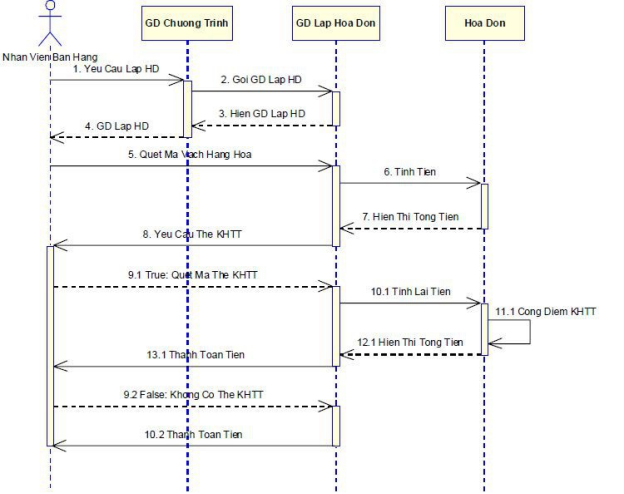 GD Chuong Trinh
GD Lap Hoa Don
Hoa Don
Nhan Vien Ban Hang
1. Yeu Cau Lap HD
2. Goi GD Lap HD
3. Hien GD Lap HD
4. GD Lap HD
5. Quet Ma Vach Hang Hoa
6. Tinh Tien
7. Hien Thi Tong Tien
8. Yeu Cau The KHTT
9.1 True: Quet Ma The KHTT
10.1 Tinh Lai Tien
11.1 Cong Diem KHTT
12.1 Hien Thi Tong Tien
13.1 Thanh Toan Tien
9.2 False: Khong Co The KHTT
10.2 Thanh Toan Tien